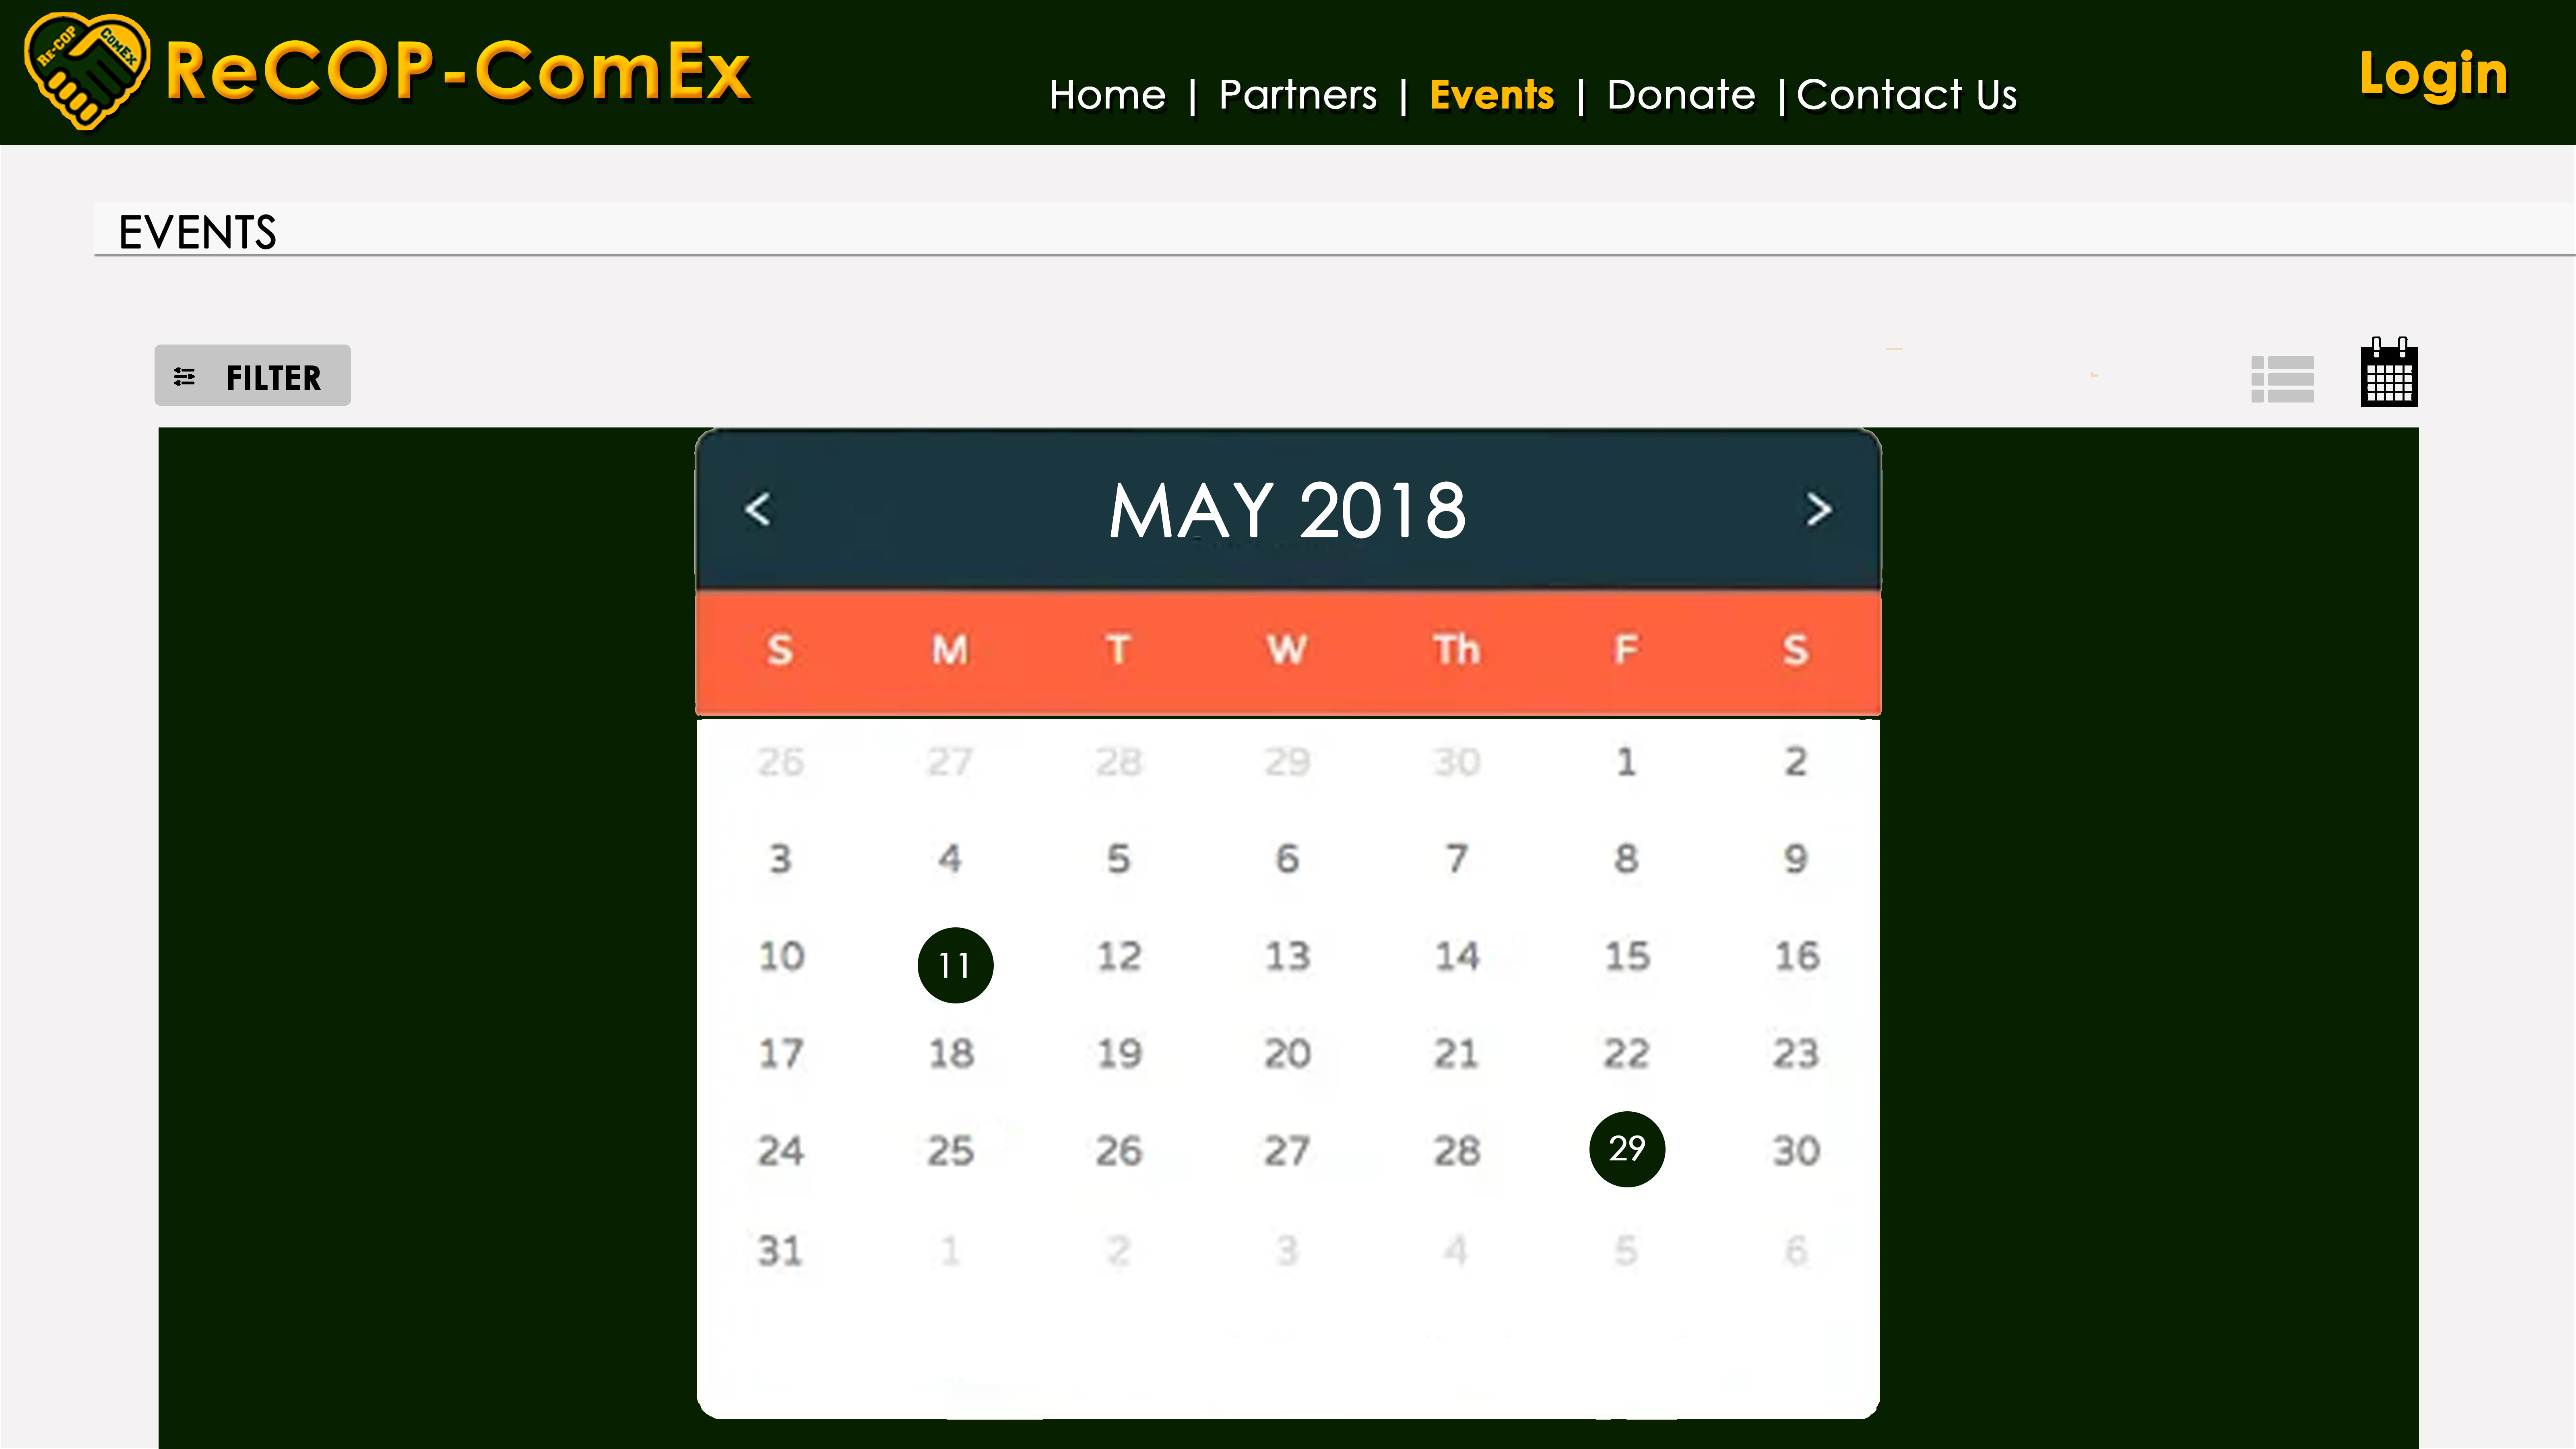 RE-COP COMEX
ReCOP-ComEx
Home | Partners | Events | Donate | Contact Us
Login
EVENTS
FILTER
< MAY 2018 >
S M T W Th F S
26 27 28 29 30 1 2
3 4 5 6 7 8 9
10 11 12 13 14 15 16
17 18 19 20 21 22 23
24 25 26 27 28 29 30
31 1 2 3 4 5 6